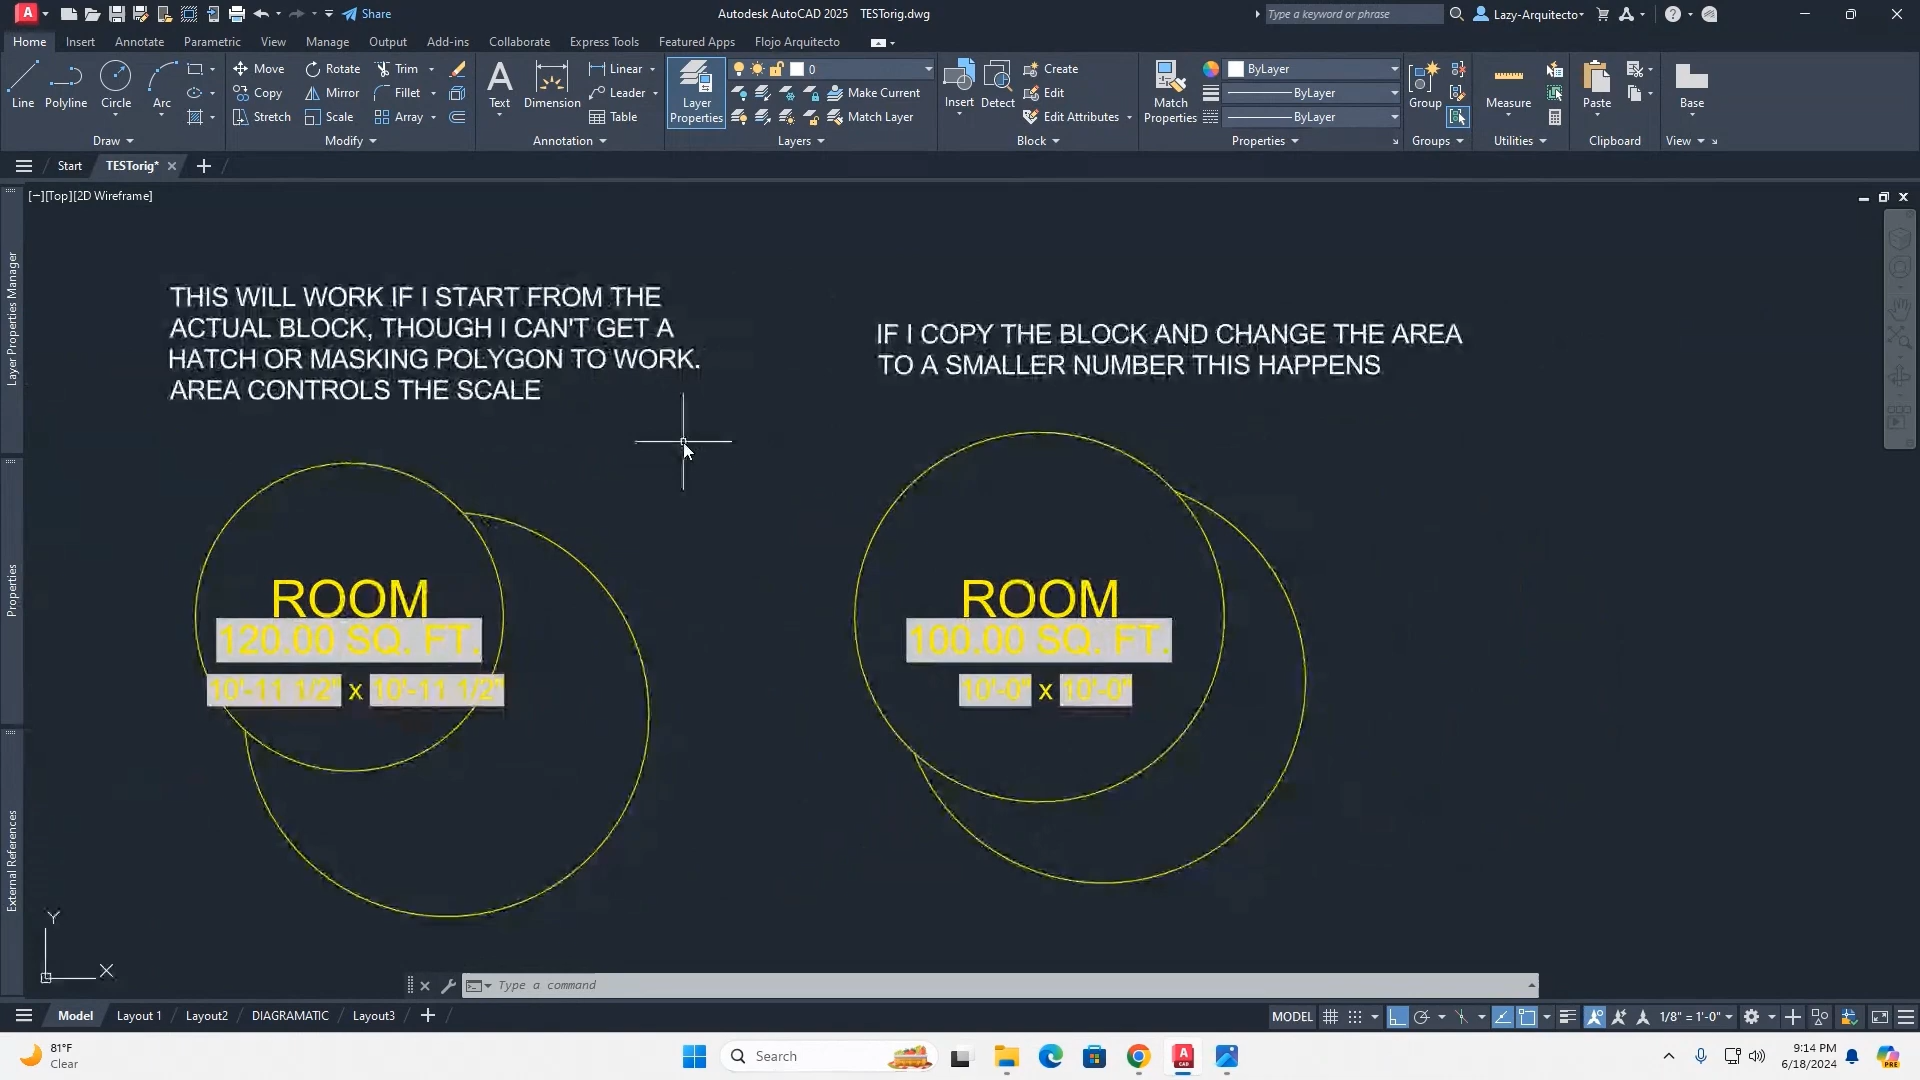 Share
Autodesk AutoCAD 2025 TESTorig.dwg
Type a keyword or phrase
Lazy-Arquitecto
Home Insert Annotate Parametric View Manage Output Add-ins Collaborate Express Tools Featured Apps Flojo Arquitecto
Line Polyline Circle Arc
Move Rotate Trim
Copy Mirror Fillet
Stretch Scale Array
Text Dimension
Linear
Leader
Table
Layer
Properties
0
Make Current
Match Layer
Insert Detect
Create
Edit
Edit Attributes
Match
Properties
ByLayer
ByLayer
ByLayer
Group
Measure
Paste
Base
Draw Modify Annotation Layers Block Properties Groups Utilities Clipboard View
Start TESTorig*
[−][Top][2D Wireframe]
Layer Properties Manager
Properties
External References
THIS WILL WORK IF I START FROM THE
ACTUAL BLOCK, THOUGH I CAN'T GET A
HATCH OR MASKING POLYGON TO WORK.
AREA CONTROLS THE SCALE
IF I COPY THE BLOCK AND CHANGE THE AREA
TO A SMALLER NUMBER THIS HAPPENS
ROOM
120.00 SQ. FT.
10'-11 1/2" x 10'-11 1/2"
ROOM
100.00 SQ. FT.
10'-0" x 10'-0"
Y
X
Type a command
Model Layout 1 Layout2 DIAGRAMATIC Layout3
MODEL
1/8" = 1'-0"
81°F
Clear
Search
9:14 PM
6/18/2024